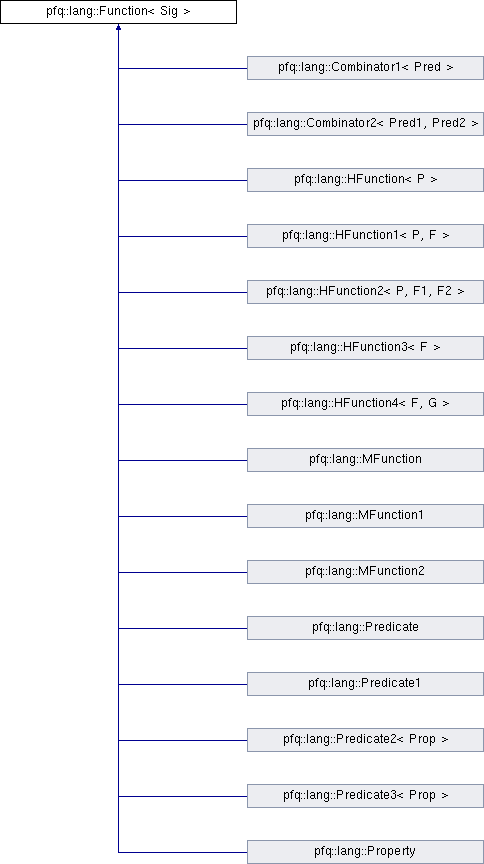 pfq::lang::Function< Sig >
pfq::lang::Combinator1< Pred >
pfq::lang::Combinator2< Pred1, Pred2 >
pfq::lang::HFunction< P >
pfq::lang::HFunction1< P, F >
pfq::lang::HFunction2< P, F1, F2 >
pfq::lang::HFunction3< F >
pfq::lang::HFunction4< F, G >
pfq::lang::MFunction
pfq::lang::MFunction1
pfq::lang::MFunction2
pfq::lang::Predicate
pfq::lang::Predicate1
pfq::lang::Predicate2< Prop >
pfq::lang::Predicate3< Prop >
pfq::lang::Property